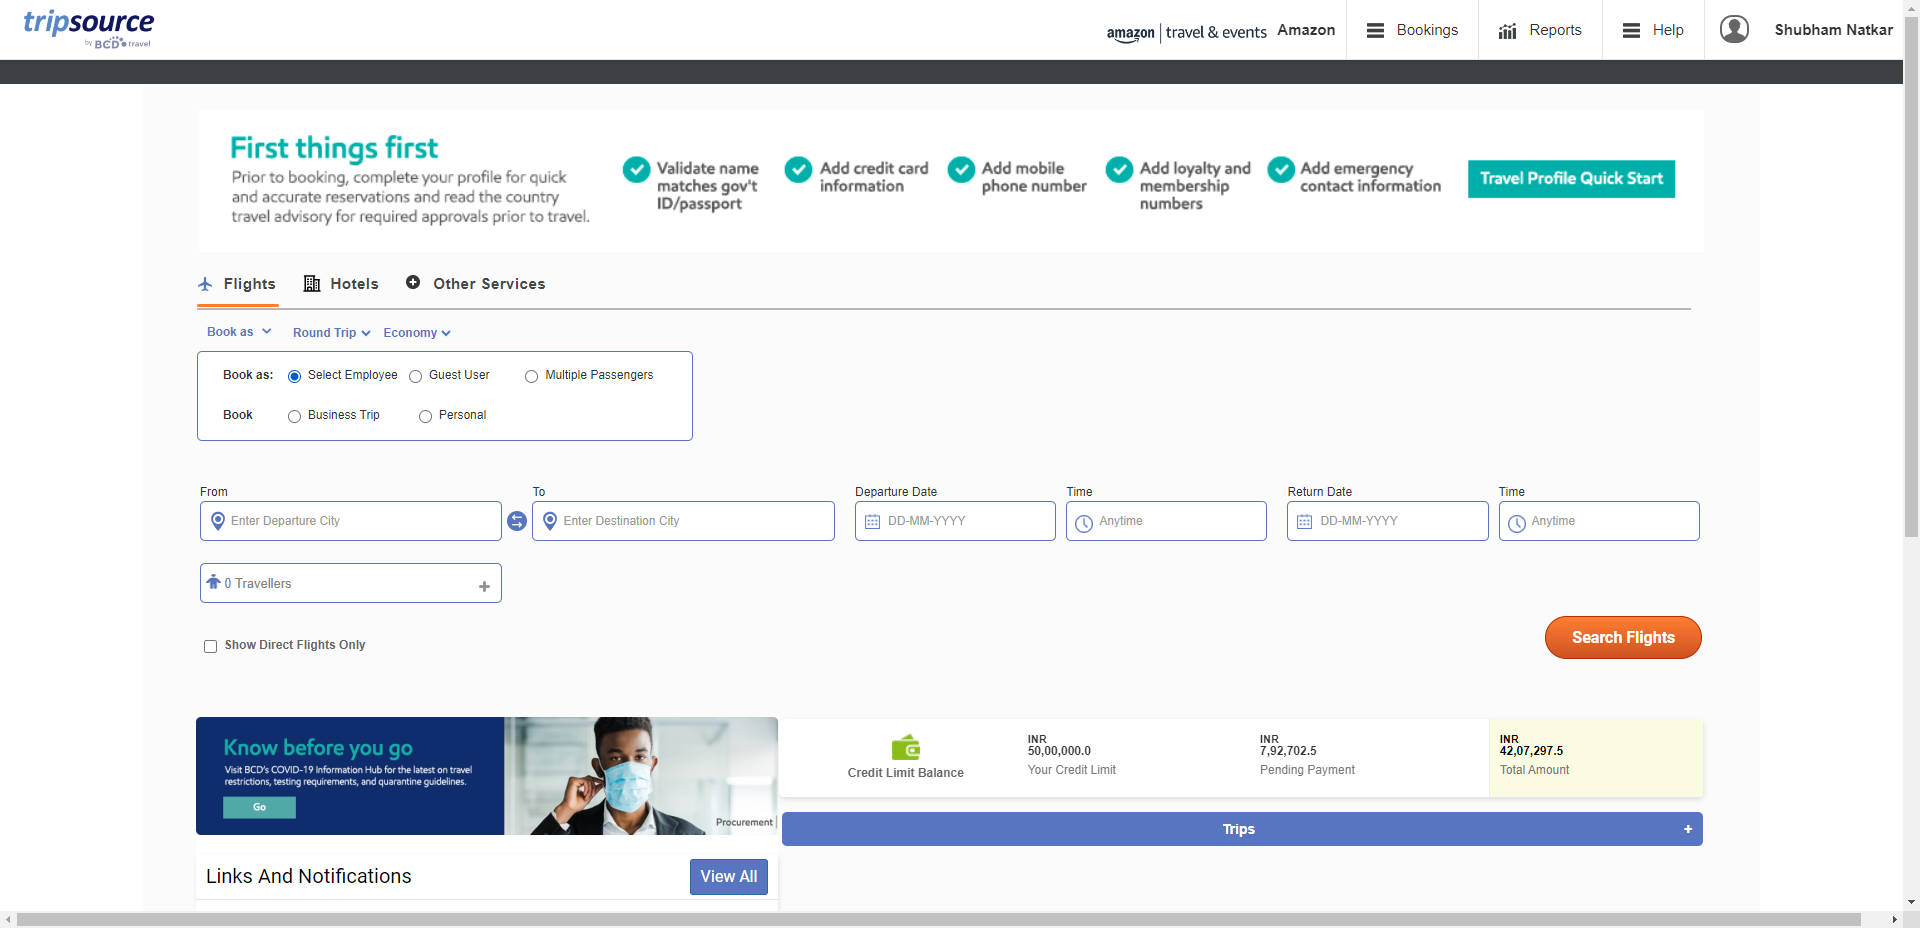 tripsource
by BCD travel
amazon | travel & events Amazon
Bookings
Reports
Help
Shubham Natkar
First things first
Prior to booking, complete your profile for quick
and accurate reservations and read the country
travel advisory for required approvals prior to travel.
Validate name
matches gov't
ID/passport
Add credit card
information
Add mobile
phone number
Add loyalty and
membership
numbers
Add emergency
contact information
Travel Profile Quick Start
Flights
Hotels
Other Services
Book as
Round Trip
Economy
Book as: Select Employee Guest User Multiple Passengers
Book Business Trip Personal
From
To
Departure Date
Time
Return Date
Time
Enter Departure City
Enter Destination City
DD-MM-YYYY
Anytime
DD-MM-YYYY
Anytime
0 Travellers
Show Direct Flights Only
Search Flights
Know before you go
Visit BCD's COVID-19 Information Hub for the latest on travel
restrictions, testing requirements, and quarantine guidelines.
Go
Procurement |
Credit Limit Balance
INR
50,00,000.0
Your Credit Limit
INR
7,92,702.5
Pending Payment
INR
42,07,297.5
Total Amount
Trips
Links And Notifications
View All